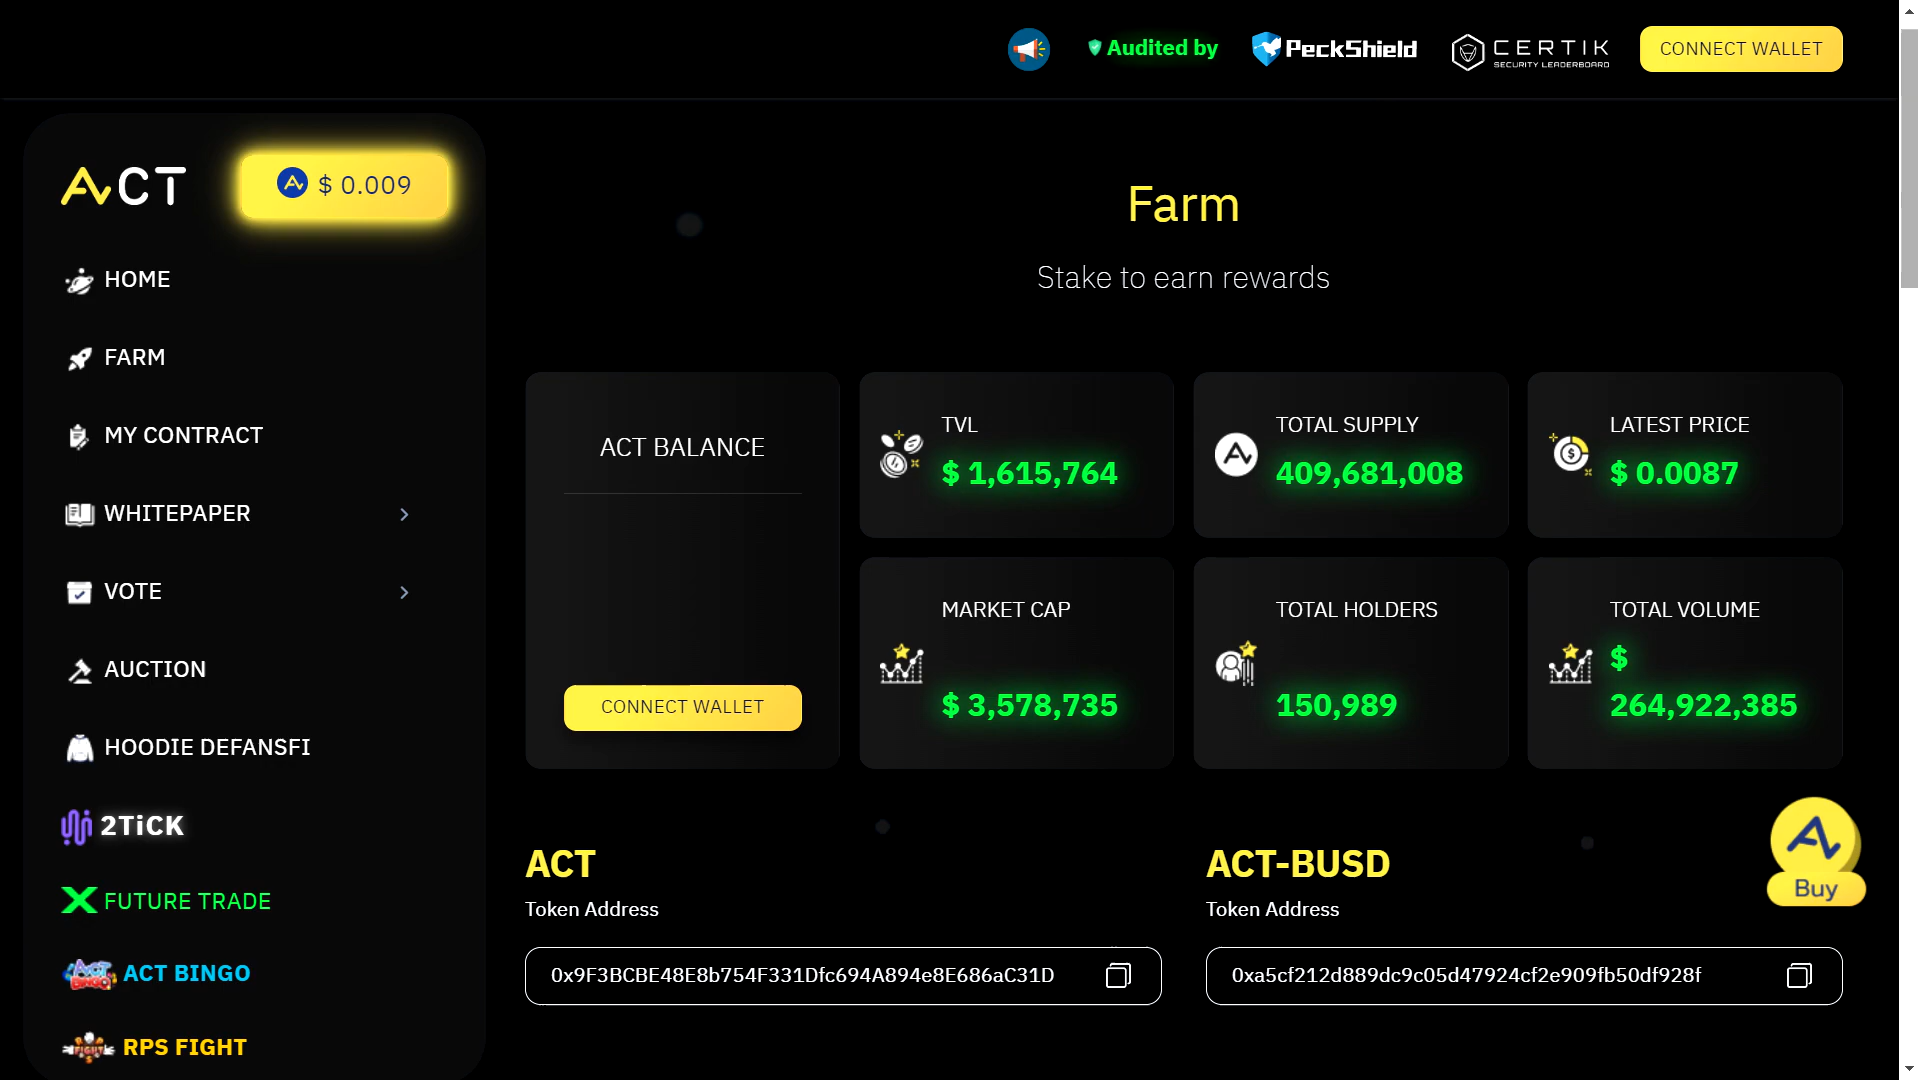 Audited by
PeckShield
CERTIK
SECURITY LEADERBOARD
CONNECT WALLET
ACT
$ 0.009
HOME
FARM
MY CONTRACT
WHITEPAPER
VOTE
AUCTION
HOODIE DEFANSFI
2TiCK
FUTURE TRADE
ACT BINGO
RPS FIGHT
Farm
Stake to earn rewards
ACT BALANCE
CONNECT WALLET
TVL
$ 1,615,764
TOTAL SUPPLY
409,681,008
LATEST PRICE
$ 0.0087
MARKET CAP
$ 3,578,735
TOTAL HOLDERS
150,989
TOTAL VOLUME
$
264,922,385
ACT
Token Address
0x9F3BCBE48E8b754F331Dfc694A894e8E686aC31D
ACT-BUSD
Token Address
0xa5cf212d889dc9c05d47924cf2e909fb50df928f
Buy